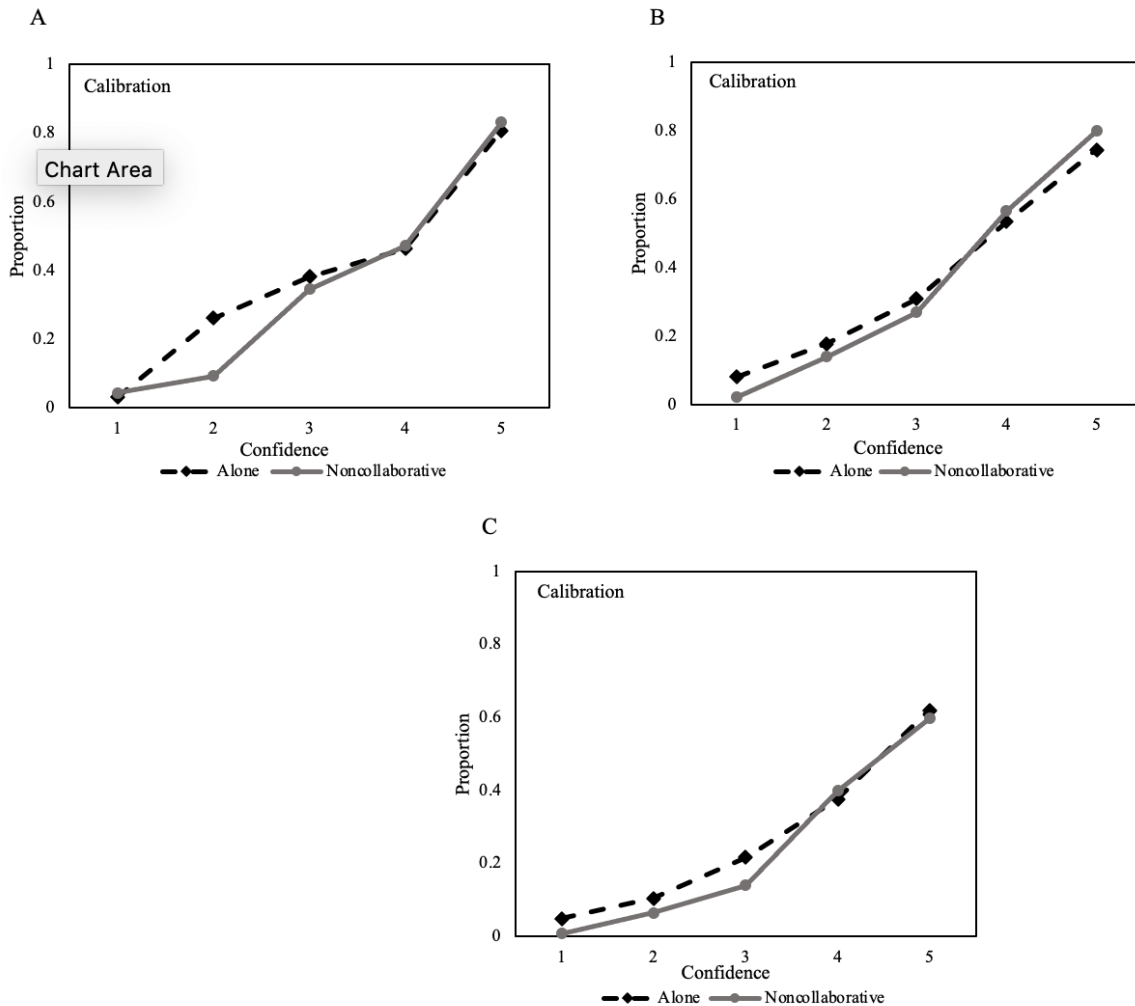 A
1
Calibration
0.8
Chart Area
0.6
Proportion
0.4
0.2
0
1 2 3 4 5
Confidence
Alone Noncollaborative
B
1
Calibration
0.8
0.6
Proportion
0.4
0.2
0
1 2 3 4 5
Confidence
Alone Noncollaborative
C
1
Calibration
0.8
0.6
Proportion
0.4
0.2
0
1 2 3 4 5
Confidence
Alone Noncollaborative